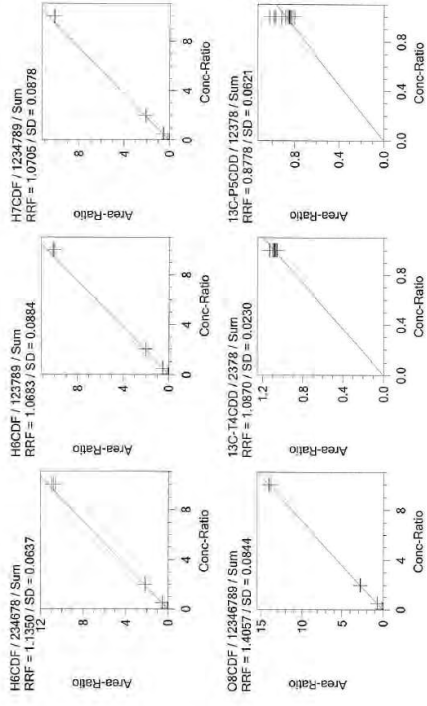 H6CDF / 234678 / Sum
RRF = 1.1350 / SD = 0.0637
12
8
4
0
Area-Ratio
0
4
8
Conc-Ratio
H6CDF / 123789 / Sum
RRF = 1.0683 / SD = 0.0884
8
4
0
Area-Ratio
0
4
8
Conc-Ratio
H7CDF / 1234789 / Sum
RRF = 1.0705 / SD = 0.0878
8
4
0
Area-Ratio
0
4
8
Conc-Ratio
O8CDF / 12346789 / Sum
RRF = 1.4057 / SD = 0.0844
15
10
5
0
Area-Ratio
0
4
8
Conc-Ratio
13C-T4CDD / 2378 / Sum
RRF = 1.0870 / SD = 0.0230
1.2
0.8
0.4
0.0
Area-Ratio
0.0
0.4
0.8
Conc-Ratio
13C-P5CDD / 12378 / Sum
RRF = 0.8778 / SD = 0.0621
0.8
0.4
0.0
Area-Ratio
0.0
0.4
0.8
Conc-Ratio